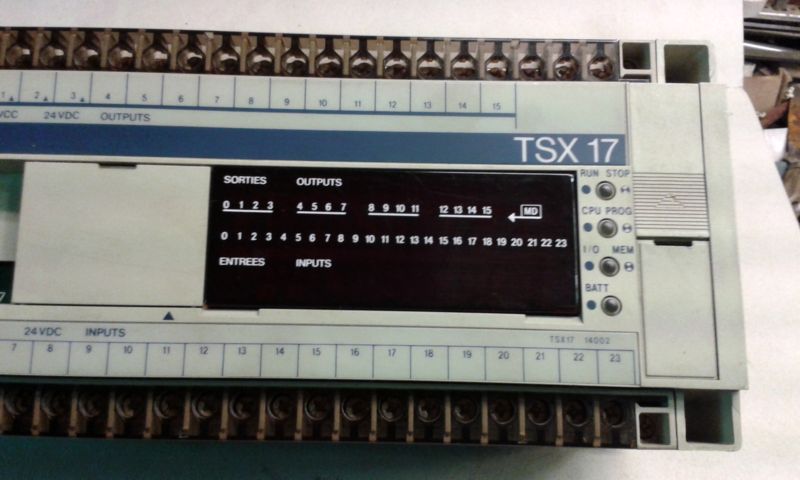 1 2 3 4 5 6 7 8 9 10 11 12 13 14 15
VCC 24 VDC OUTPUTS
TSX 17
SORTIES OUTPUTS
0 1 2 3 4 5 6 7 8 9 10 11 12 13 14 15 MD
0 1 2 3 4 5 6 7 8 9 10 11 12 13 14 15 16 17 18 19 20 21 22 23
ENTREES INPUTS
RUN STOP
CPU PROG
I/O MEM
BATT
7
24 VDC INPUTS TSX17 14002
7 8 9 10 11 12 13 14 15 16 17 18 19 20 21 22 23